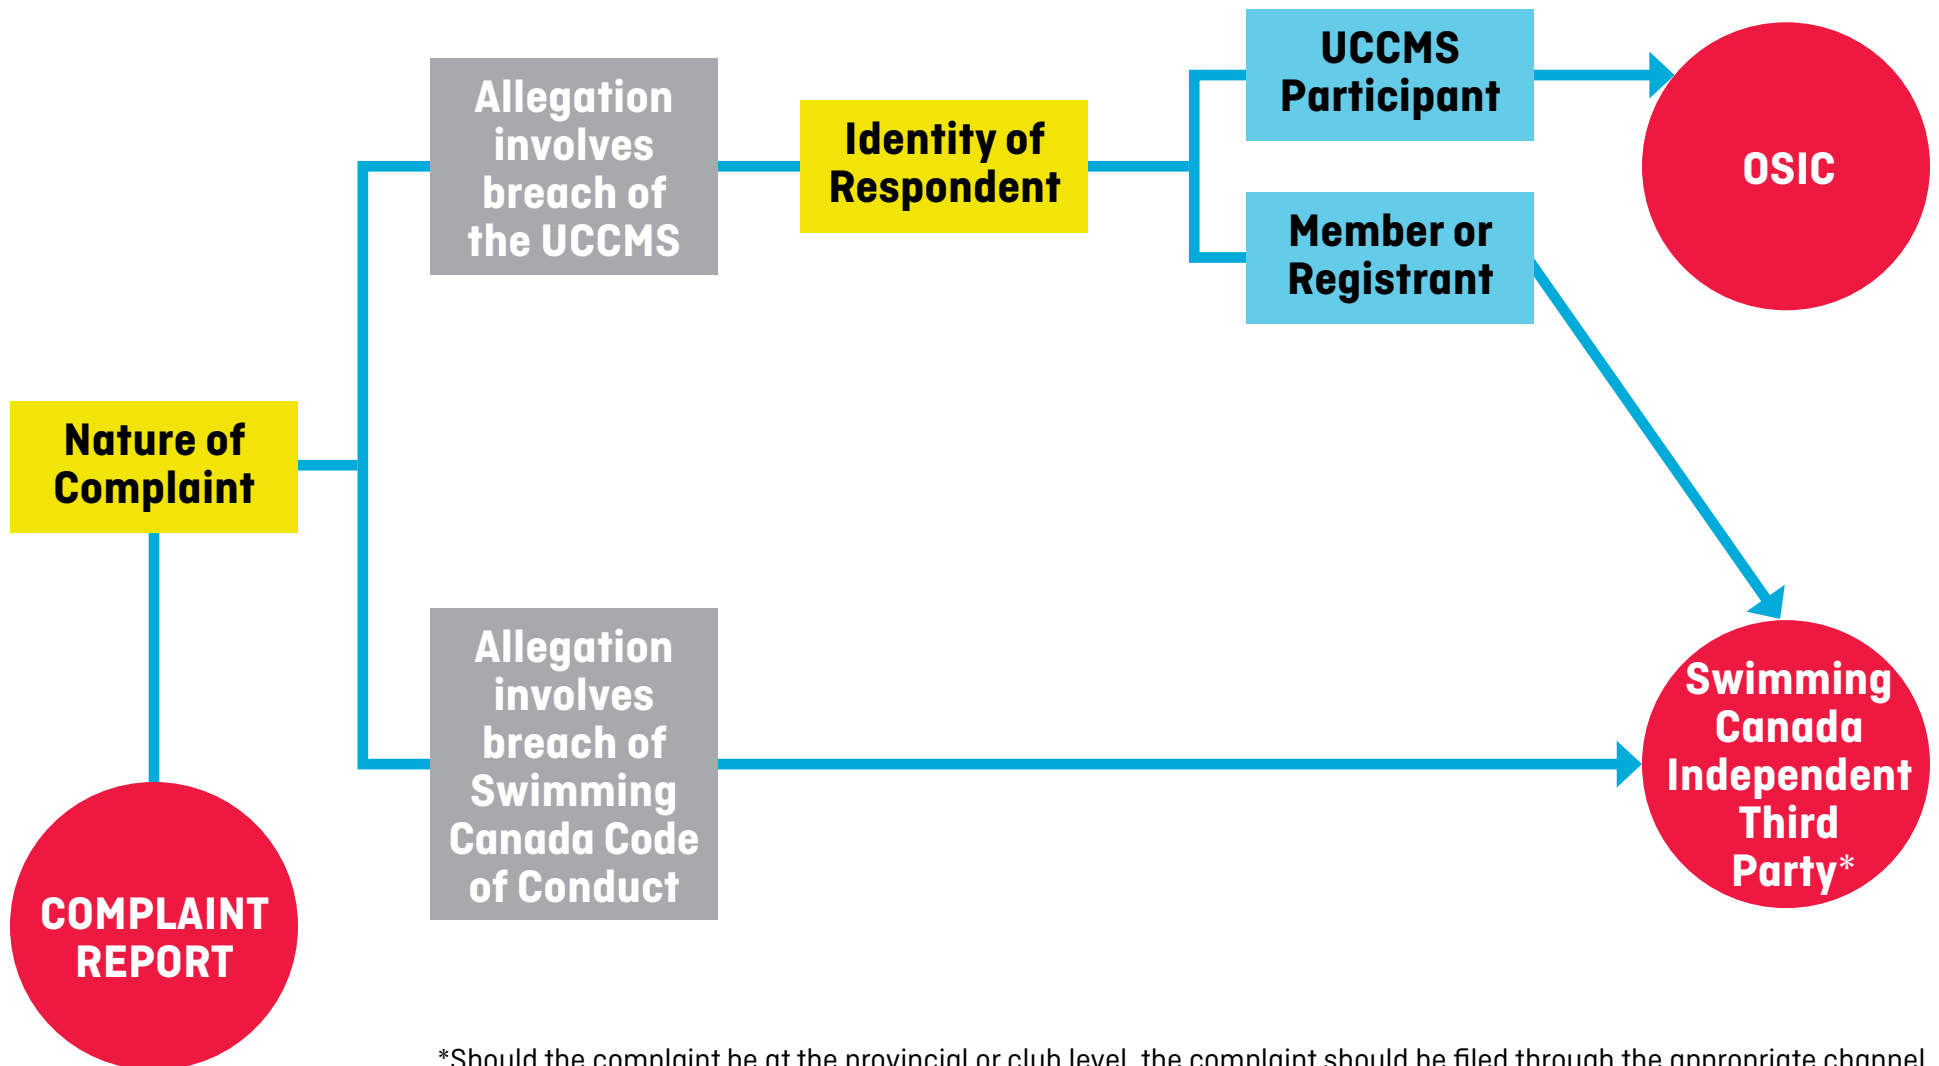 UCCMS
Participant
Allegation
involves
breach of
the UCCMS
Identity of
Respondent
OSIC
Member or
Registrant
Nature of
Complaint
Allegation
involves
breach of
Swimming
Canada Code
of Conduct
Swimming
Canada
Independent
Third
Party*
COMPLAINT
REPORT
*Should the complaint be at the provincial or club level, the complaint should be filed through the appropriate channel